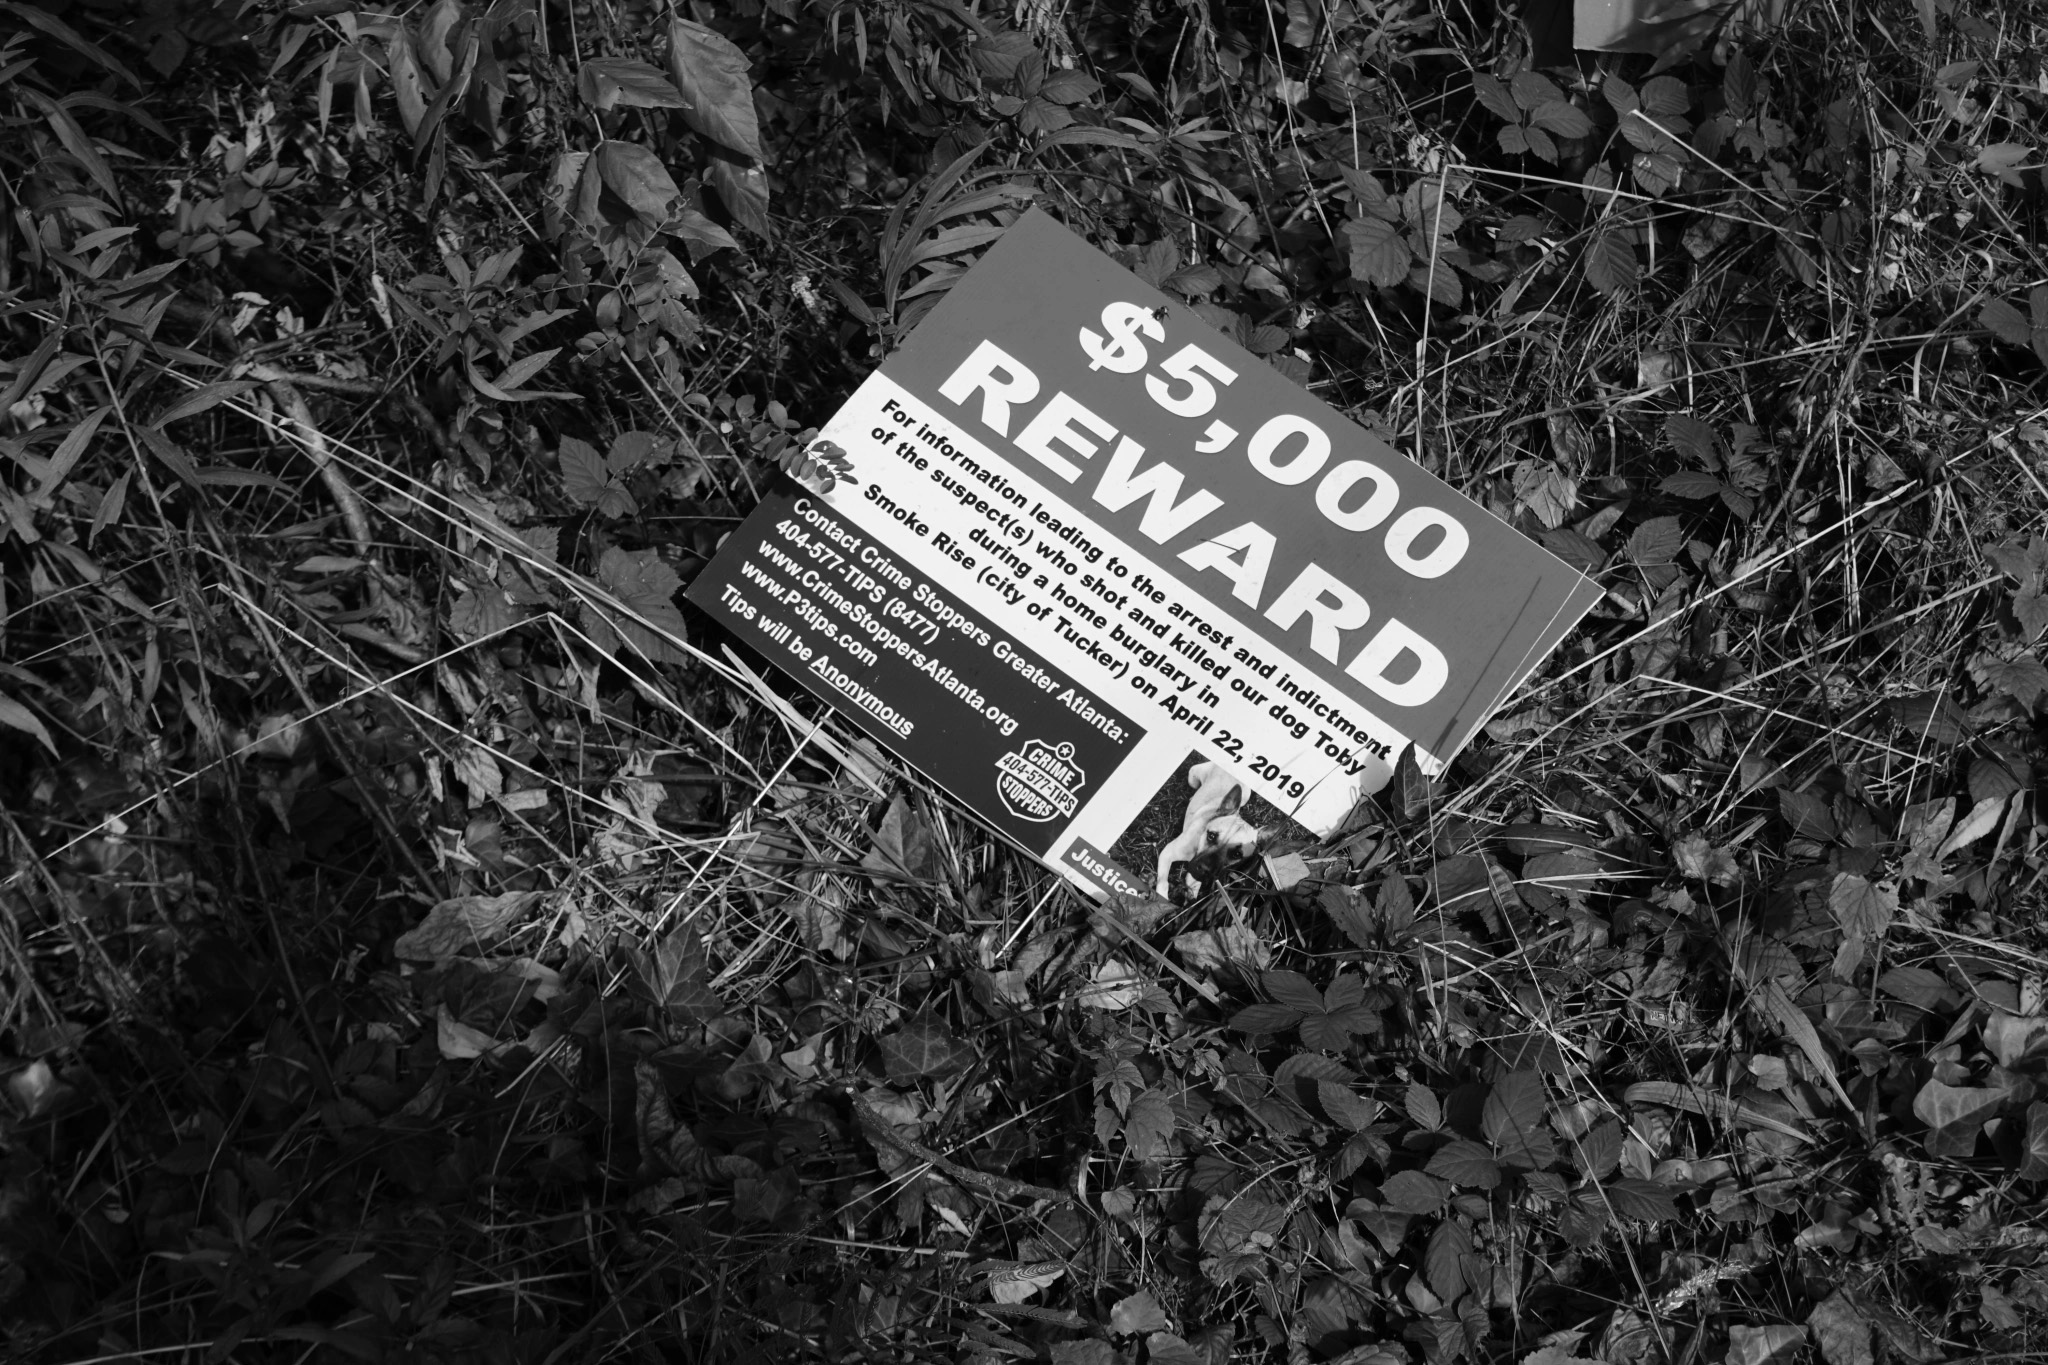 $5,000
REWARD
For information leading to the arrest and indictment
of the suspect(s) who shot and killed our dog Toby
during a home burglary in
Smoke Rise (city of Tucker) on April 22, 2019
Contact Crime Stoppers Greater Atlanta:
404-577-TIPS (8477)
www.CrimeStoppersAtlanta.org
www.P3tips.com
Tips will be Anonymous
CRIME
404-577-TIPS
STOPPERS
Justice